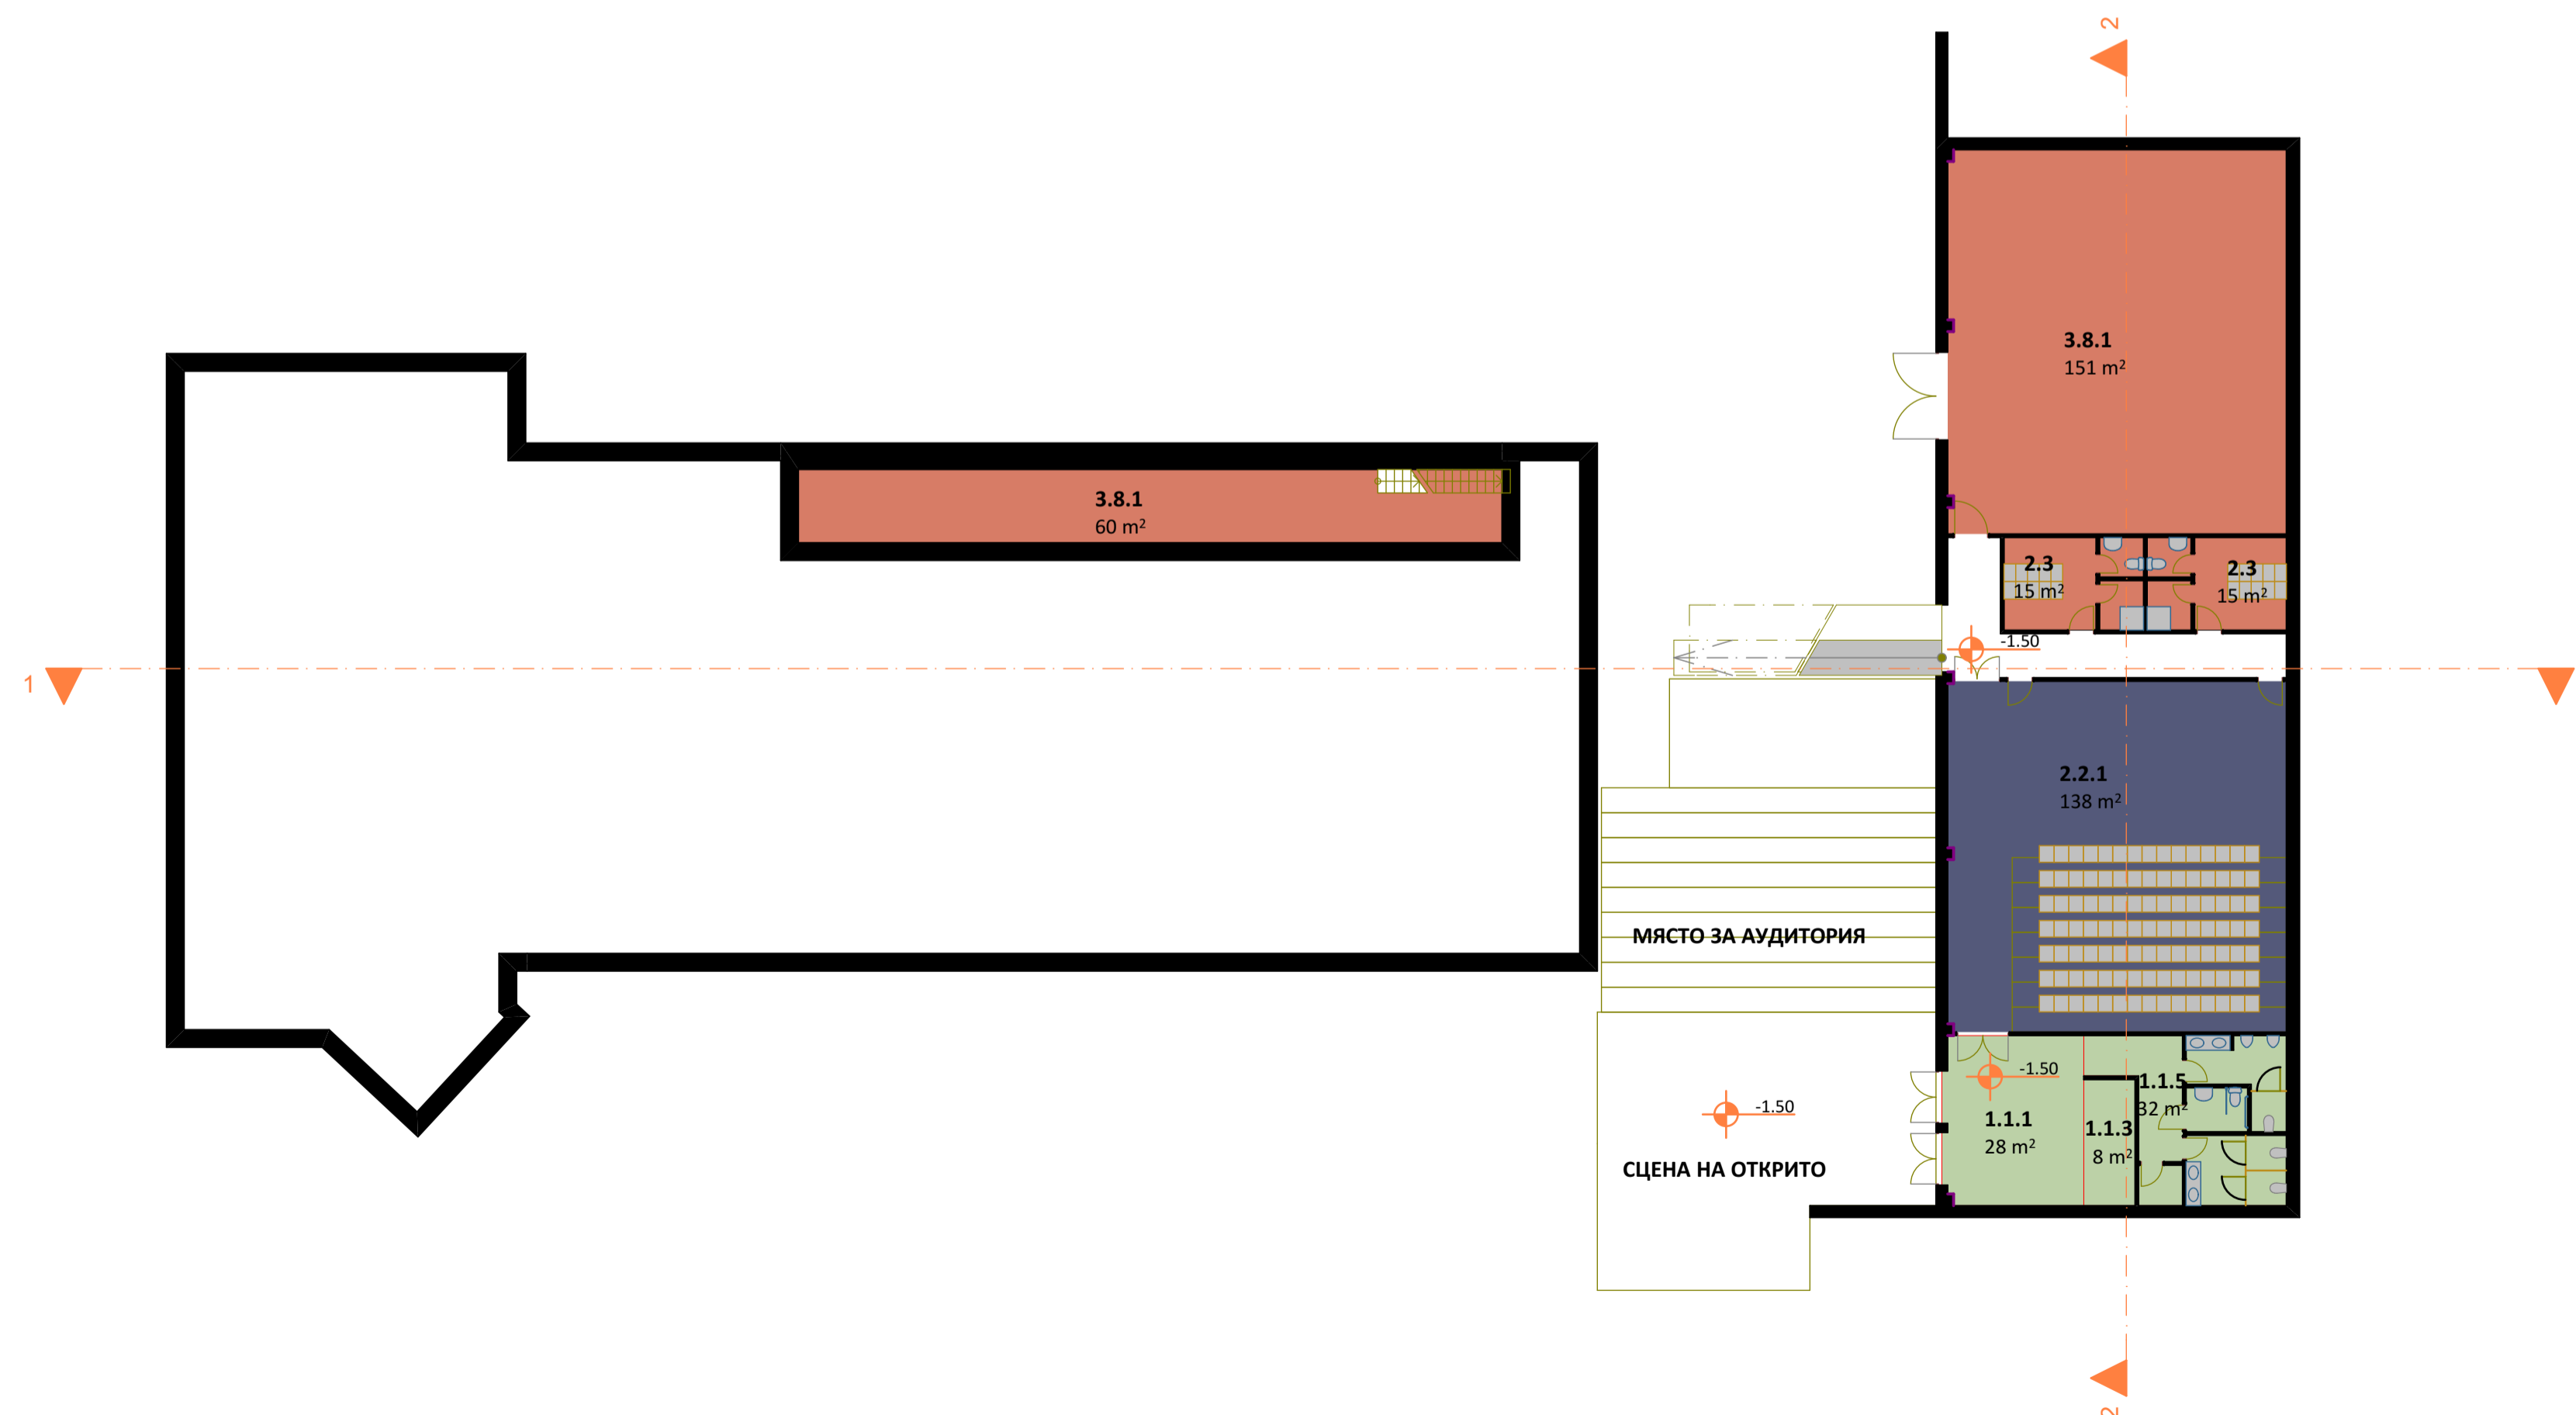 2
3.8.1
151 m²
3.8.1
60 m²
2.3
15 m²
2.3
15 m²
-1.50
1
2.2.1
138 m²
МЯСТО ЗА АУДИТОРИЯ
-1.50
1.1.5
32 m²
-1.50
1.1.1
28 m²
1.1.3
8 m²
СЦЕНА НА ОТКРИТО
2